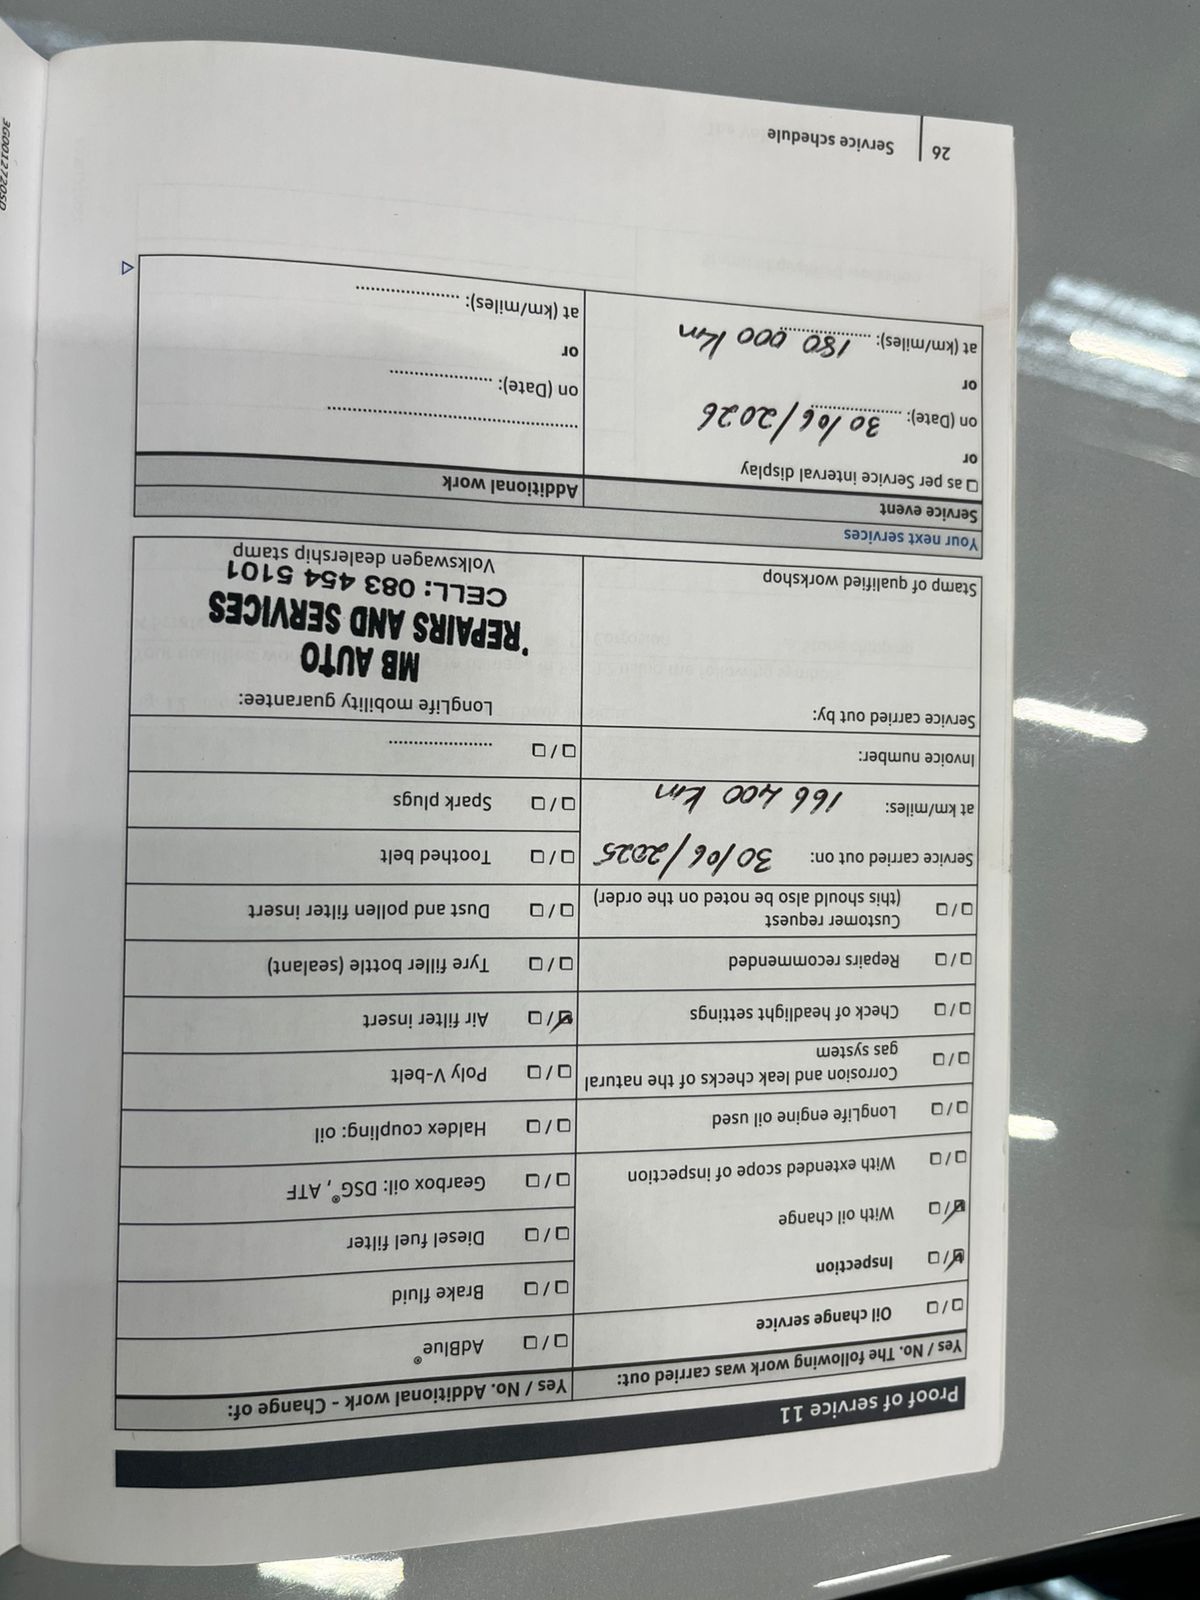 Proof of service 11
Yes / No. The following work was carried out:
☐/☐ Oil change service
☑/☐ Inspection
☑/☐ With oil change
☐/☐ With extended scope of inspection
☐/☐ LongLife engine oil used
☐/☐ Corrosion and leak checks of the natural
gas system
☐/☐ Check of headlight settings
☐/☐ Repairs recommended
☐/☐ Customer request
(this should also be noted on the order)
Service carried out on: 30/06/2025
at km/miles: 166 400 km
Invoice number:
Service carried out by:
Stamp of qualified workshop
Yes / No. Additional work - Change of:
☐/☐ AdBlue®
☐/☐ Brake fluid
☐/☐ Diesel fuel filter
☐/☐ Gearbox oil: DSG®, ATF
☐/☐ Haldex coupling: oil
☐/☐ Poly V-belt
☑/☐ Air filter insert
☐/☐ Tyre filler bottle (sealant)
☐/☐ Dust and pollen filter insert
☐/☐ Toothed belt
☐/☐ Spark plugs
☐/☐ .....................
LongLife mobility guarantee:
MB AUTO
'REPAIRS AND SERVICES
CELL: 083 454 5101
Volkswagen dealership stamp
Your next services
Service event
☐ as per Service interval display
or
on (Date): 30/06/2026
or
at (km/miles): 180 000 km
Additional work
..................................................
on (Date): .....................
or
at (km/miles): .....................
26 Service schedule
3G0012720SD